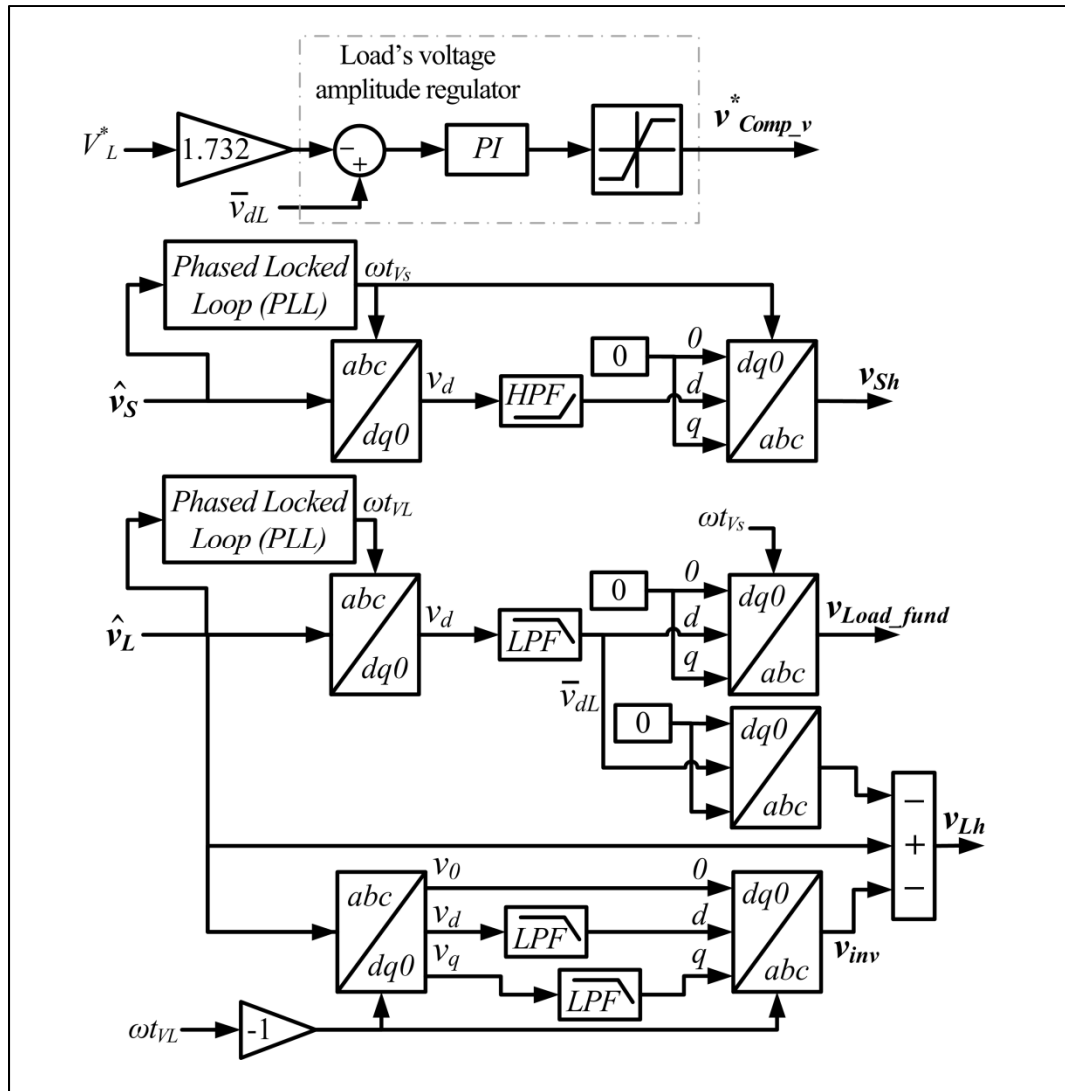 Load's voltage
amplitude regulator
V*L
1.732
−
+
PI
v*Comp_v
v̅dL
Phased Locked
Loop (PLL)
ωtVs
v̂S
abc
dq0
vd
HPF
0
0
d
q
dq0
abc
vSh
Phased Locked
Loop (PLL)
ωtVL
v̂L
abc
dq0
vd
LPF
v̅dL
0
ωtVs
0
d
q
dq0
abc
vLoad_fund
0
dq0
abc
−
+
−
vLh
abc
dq0
v0
vd
vq
LPF
LPF
0
d
q
dq0
abc
vinv
ωtVL
-1